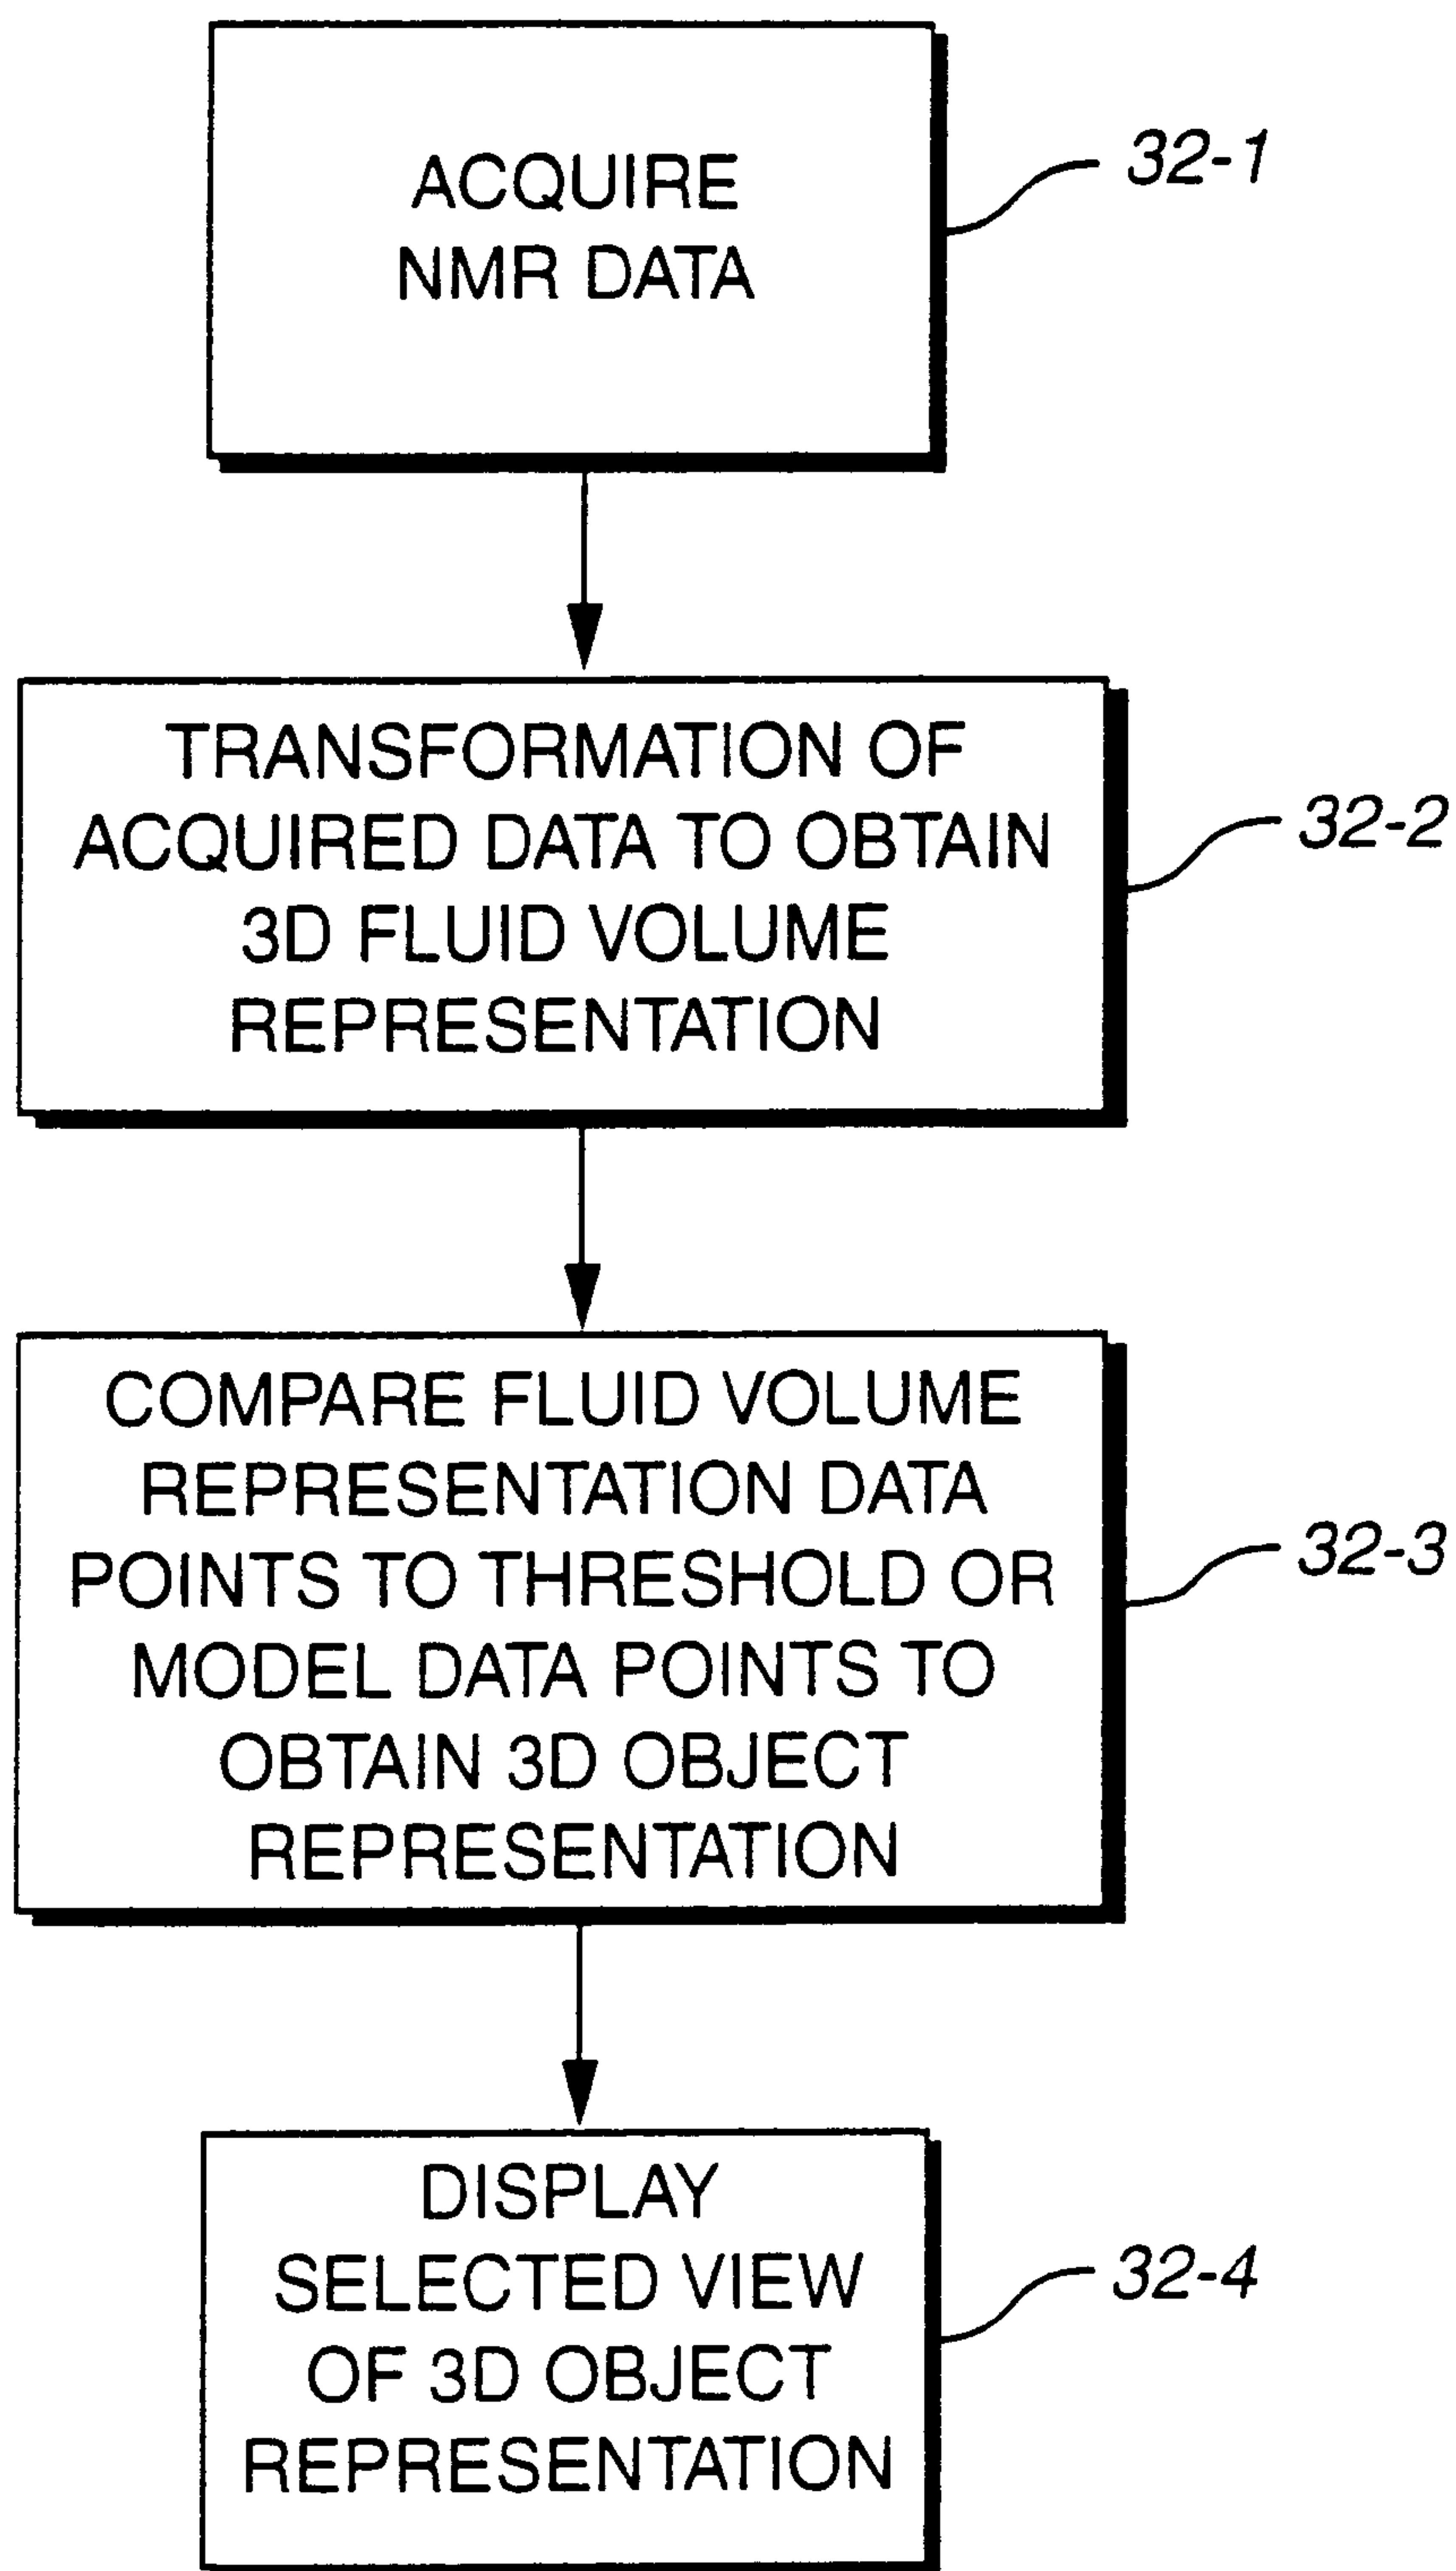 ACQUIRE
NMR DATA
32-1
TRANSFORMATION OF
ACQUIRED DATA TO OBTAIN
3D FLUID VOLUME
REPRESENTATION
32-2
COMPARE FLUID VOLUME
REPRESENTATION DATA
POINTS TO THRESHOLD OR
MODEL DATA POINTS TO
OBTAIN 3D OBJECT
REPRESENTATION
32-3
DISPLAY
SELECTED VIEW
OF 3D OBJECT
REPRESENTATION
32-4